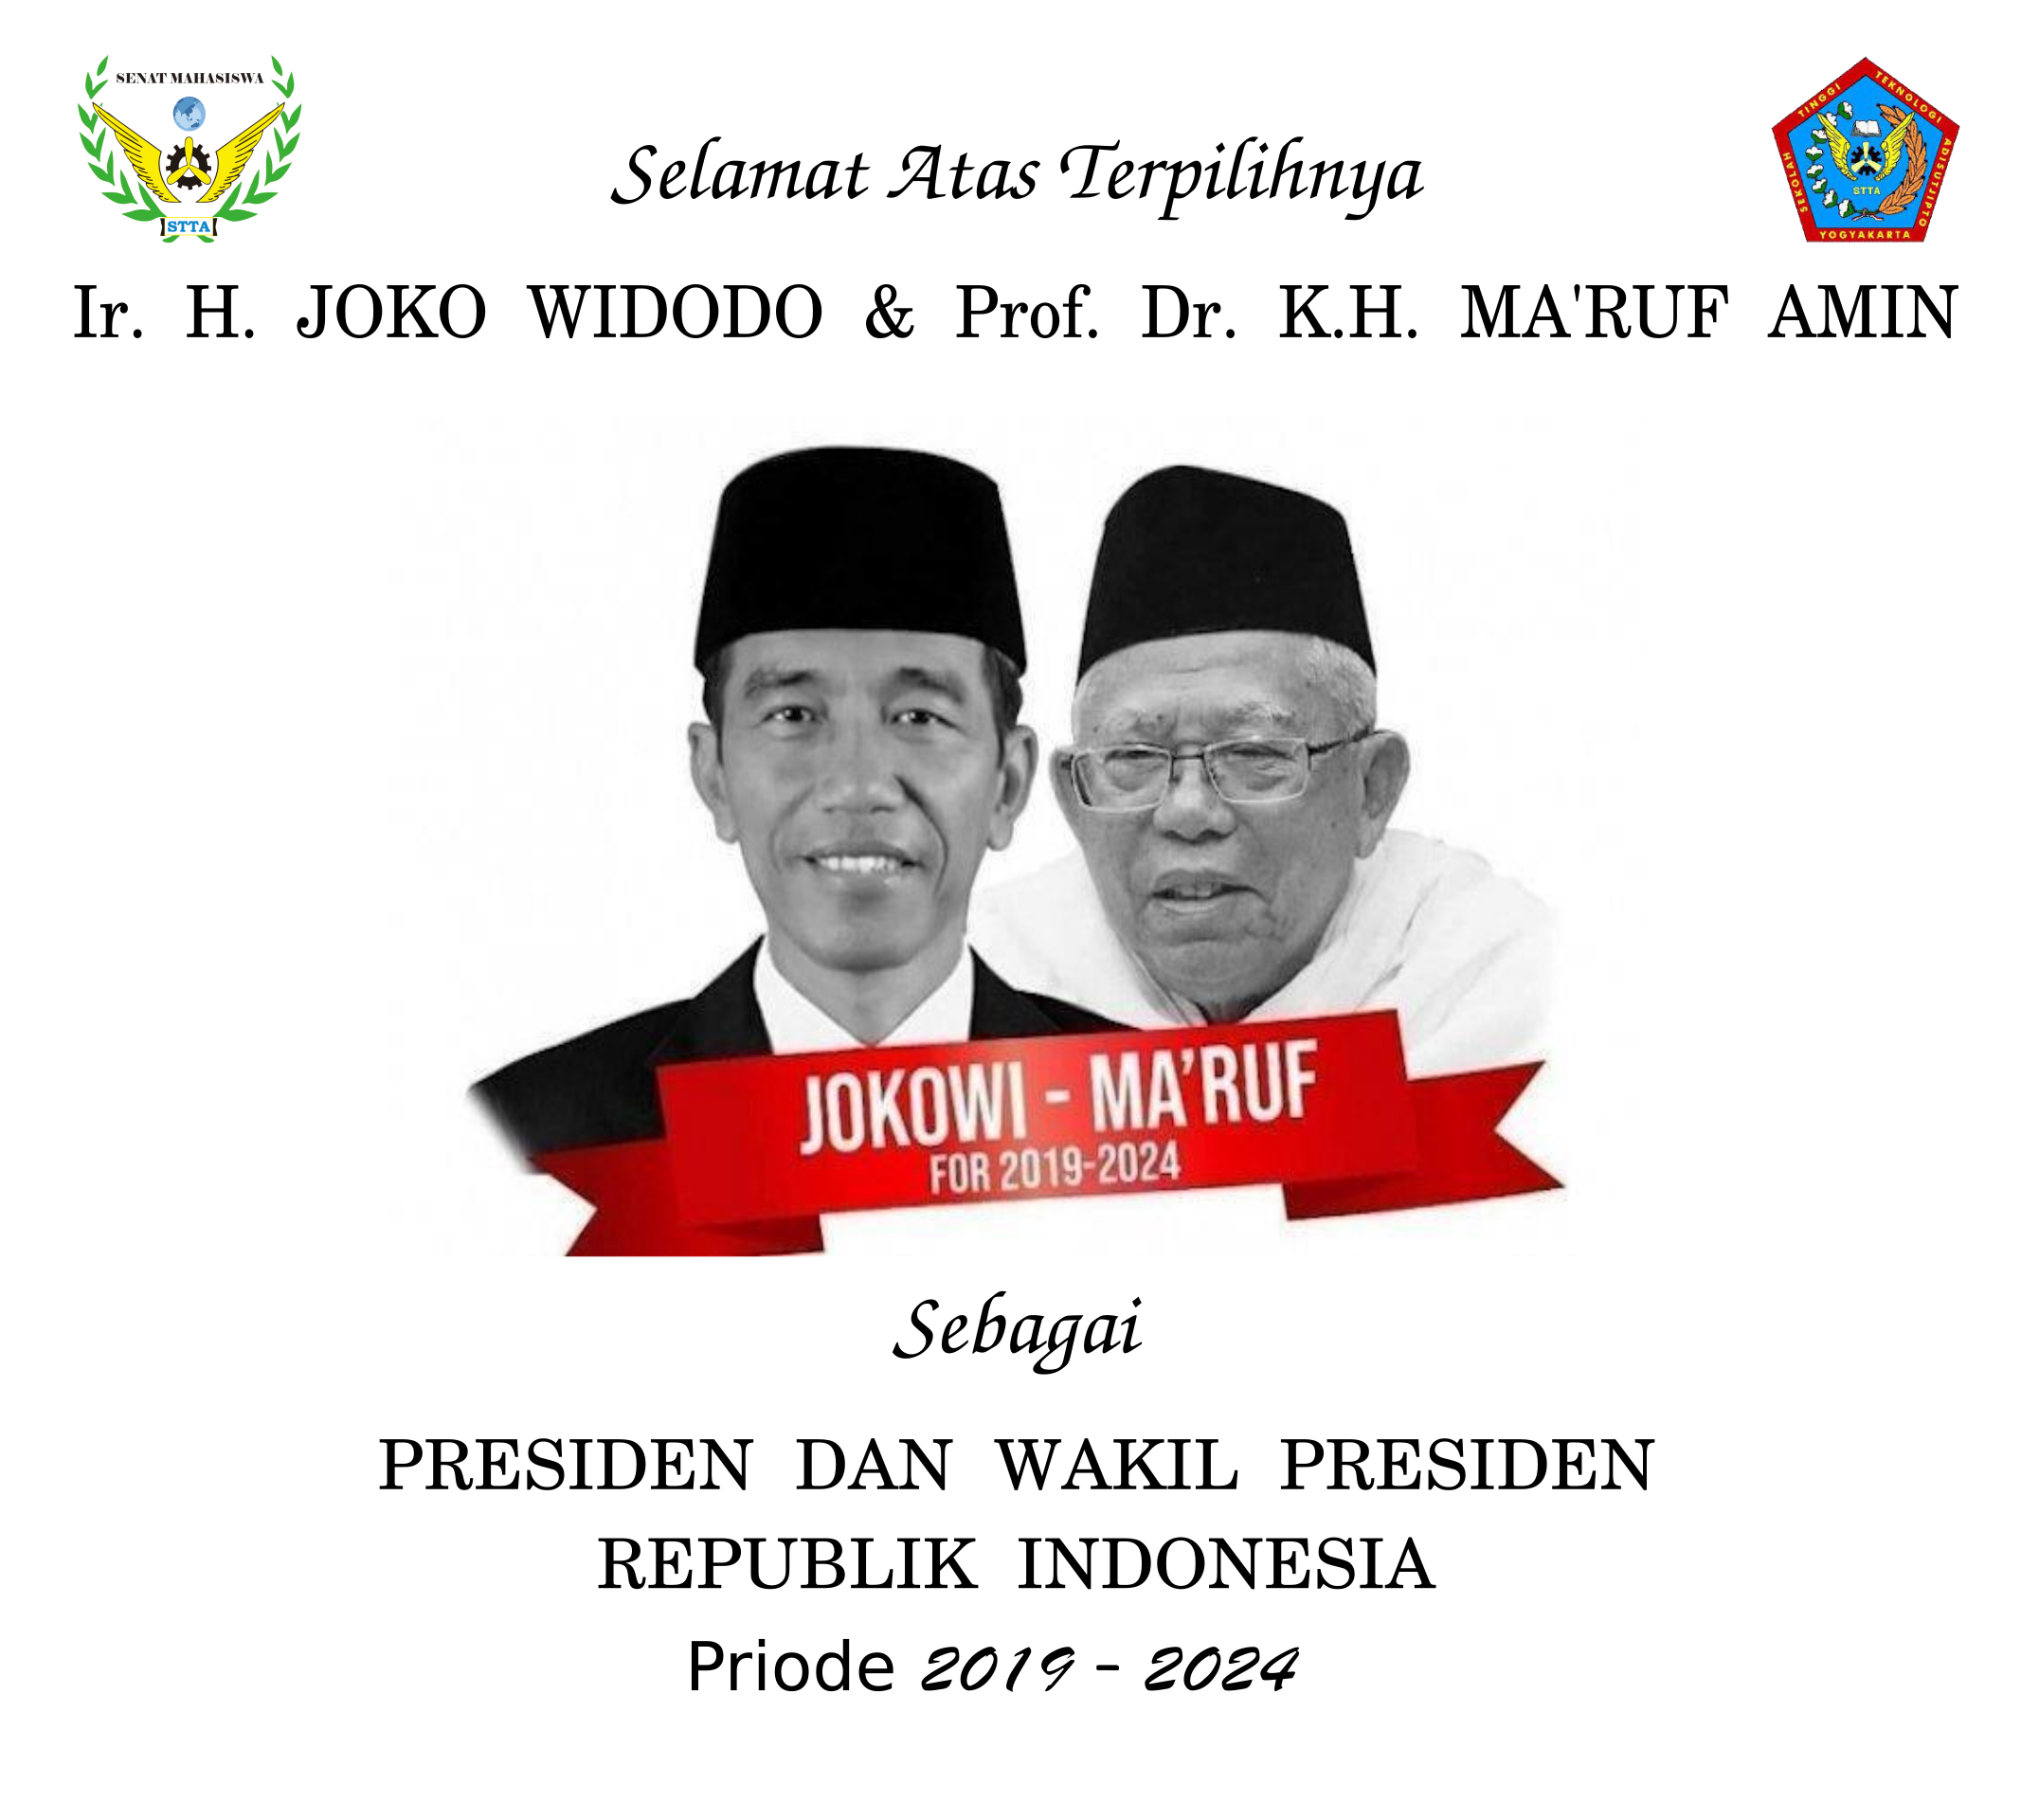 SENAT MAHASISWA
STTA
SEKOLAH TINGGI TEKNOLOGI ADISUTJIPTO
STTA
YOGYAKARTA
Selamat Atas Terpilihnya
Ir. H. JOKO WIDODO & Prof. Dr. K.H. MA'RUF AMIN
JOKOWI - MA’RUF
FOR 2019-2024
Sebagai
PRESIDEN DAN WAKIL PRESIDEN
REPUBLIK INDONESIA
Priode 2019 - 2024